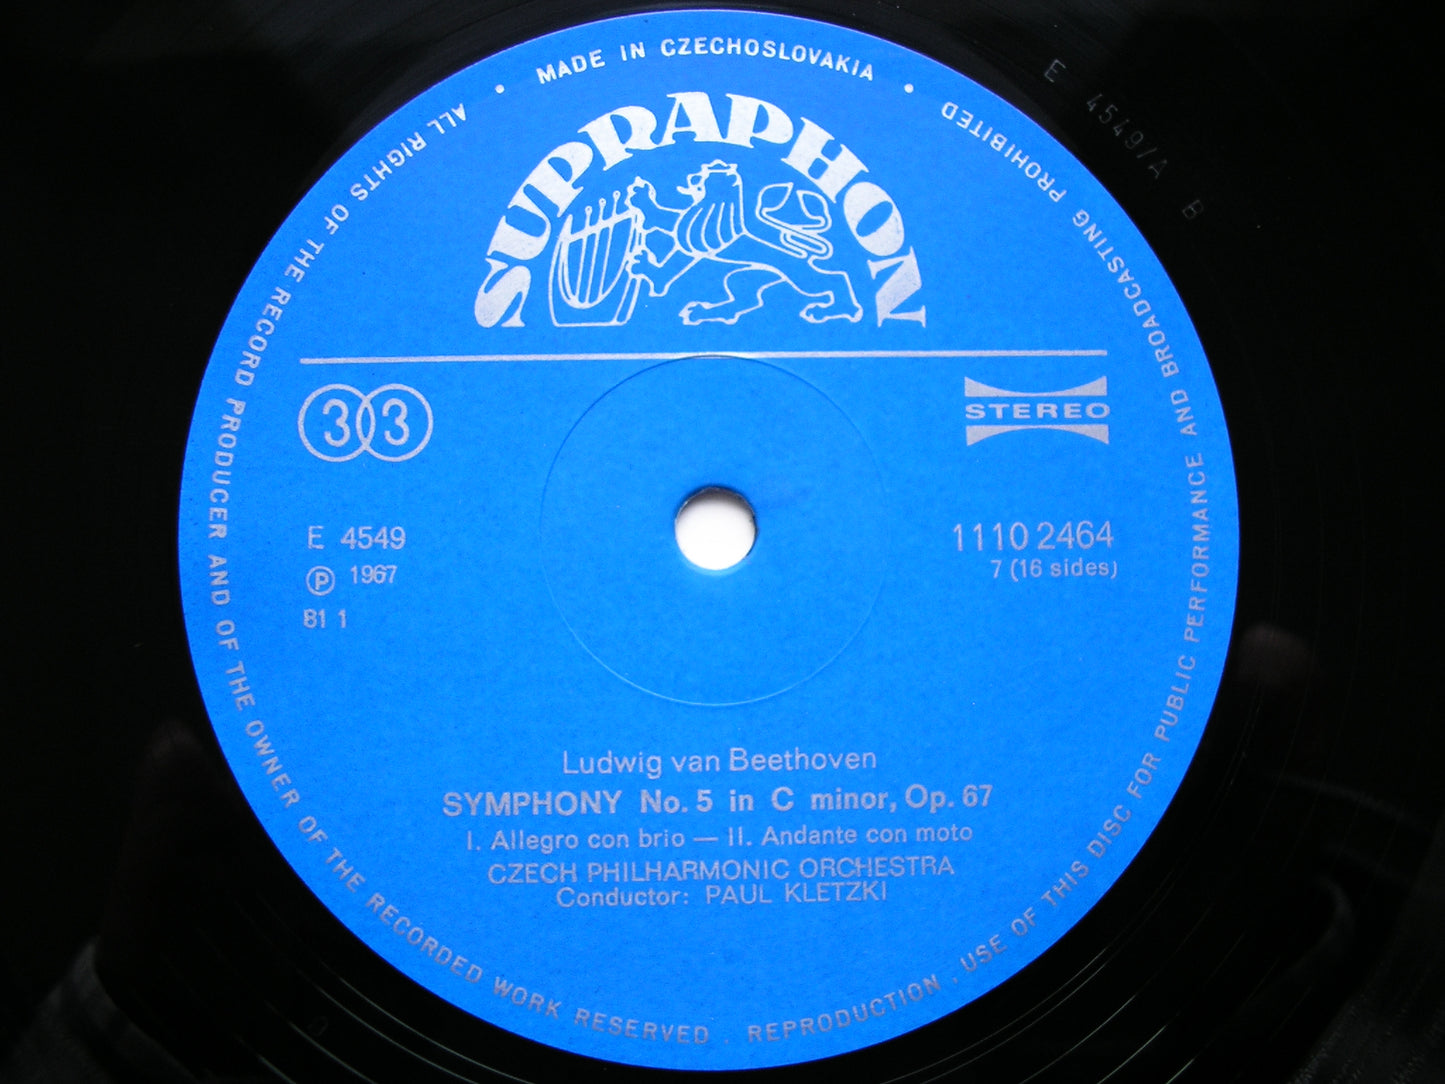 MADE IN CZECHOSLOVAKIA
SUPRAPHON
33
STEREO
E 4549
Ⓟ 1967
81 1
1110 2464
7 (16 sides)
Ludwig van Beethoven
SYMPHONY No. 5 in C minor, Op. 67
I. Allegro con brio — II. Andante con moto
CZECH PHILHARMONIC ORCHESTRA
Conductor: PAUL KLETZKI
ALL RIGHTS OF THE RECORD PRODUCER AND OF THE OWNER OF THE RECORDED WORK RESERVED . REPRODUCTION . USE OF THIS DISC FOR PUBLIC PERFORMANCE AND BROADCASTING PROHIBITED
E 4549/A B